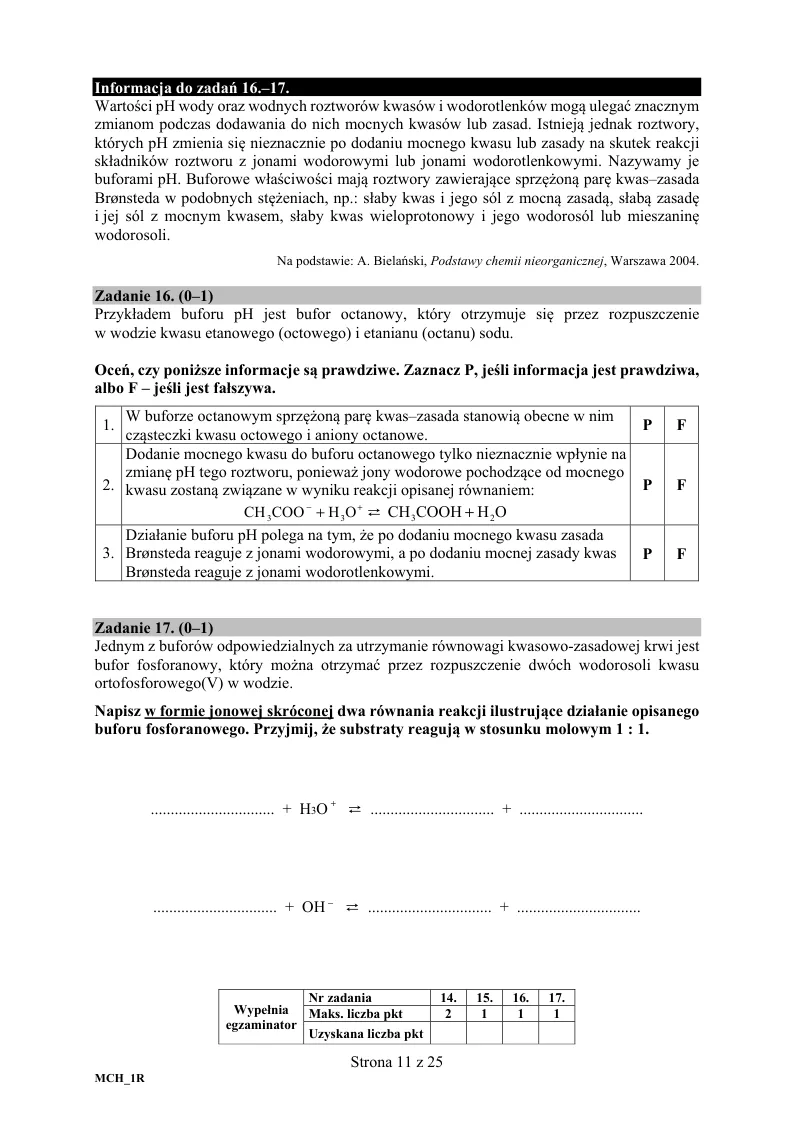 Informacja do zadań 16.–17.
Wartości pH wody oraz wodnych roztworów kwasów i wodorotlenków mogą ulegać znacznym
zmianom podczas dodawania do nich mocnych kwasów lub zasad. Istnieją jednak roztwory,
których pH zmienia się nieznacznie po dodaniu mocnego kwasu lub zasady na skutek reakcji
składników roztworu z jonami wodorowymi lub jonami wodorotlenkowymi. Nazywamy je
buforami pH. Buforowe właściwości mają roztwory zawierające sprzężoną parę kwas–zasada
Brønsteda w podobnych stężeniach, np.: słaby kwas i jego sól z mocną zasadą, słabą zasadę
i jej sól z mocnym kwasem, słaby kwas wieloprotonowy i jego wodorosól lub mieszaninę
wodorosoli.
Na podstawie: A. Bielański, Podstawy chemii nieorganicznej, Warszawa 2004.
Zadanie 16. (0–1)
Przykładem buforu pH jest bufor octanowy, który otrzymuje się przez rozpuszczenie
w wodzie kwasu etanowego (octowego) i etanianu (octanu) sodu.
Oceń, czy poniższe informacje są prawdziwe. Zaznacz P, jeśli informacja jest prawdziwa,
albo F – jeśli jest fałszywa.
1. W buforze octanowym sprzężoną parę kwas–zasada stanowią obecne w nim
cząsteczki kwasu octowego i aniony octanowe. P F
Dodanie mocnego kwasu do buforu octanowego tylko nieznacznie wpłynie na
zmianę pH tego roztworu, ponieważ jony wodorowe pochodzące od mocnego
2. kwasu zostaną związane w wyniku reakcji opisanej równaniem: P F
CH₃COO⁻ + H₃O⁺ ⇄ CH₃COOH + H₂O
Działanie buforu pH polega na tym, że po dodaniu mocnego kwasu zasada
3. Brønsteda reaguje z jonami wodorowymi, a po dodaniu mocnej zasady kwas P F
Brønsteda reaguje z jonami wodorotlenkowymi.
Zadanie 17. (0–1)
Jednym z buforów odpowiedzialnych za utrzymanie równowagi kwasowo-zasadowej krwi jest
bufor fosforanowy, który można otrzymać przez rozpuszczenie dwóch wodorosoli kwasu
ortofosforowego(V) w wodzie.
Napisz w formie jonowej skróconej dwa równania reakcji ilustrujące działanie opisanego
buforu fosforanowego. Przyjmij, że substraty reagują w stosunku molowym 1 : 1.
............................... + H₃O⁺ ⇄ ............................... + ...............................
............................... + OH⁻ ⇄ ............................... + ...............................
Wypełnia egzaminator
Nr zadania 14. 15. 16. 17.
Maks. liczba pkt 2 1 1 1
Uzyskana liczba pkt
Strona 11 z 25
MCH_1R